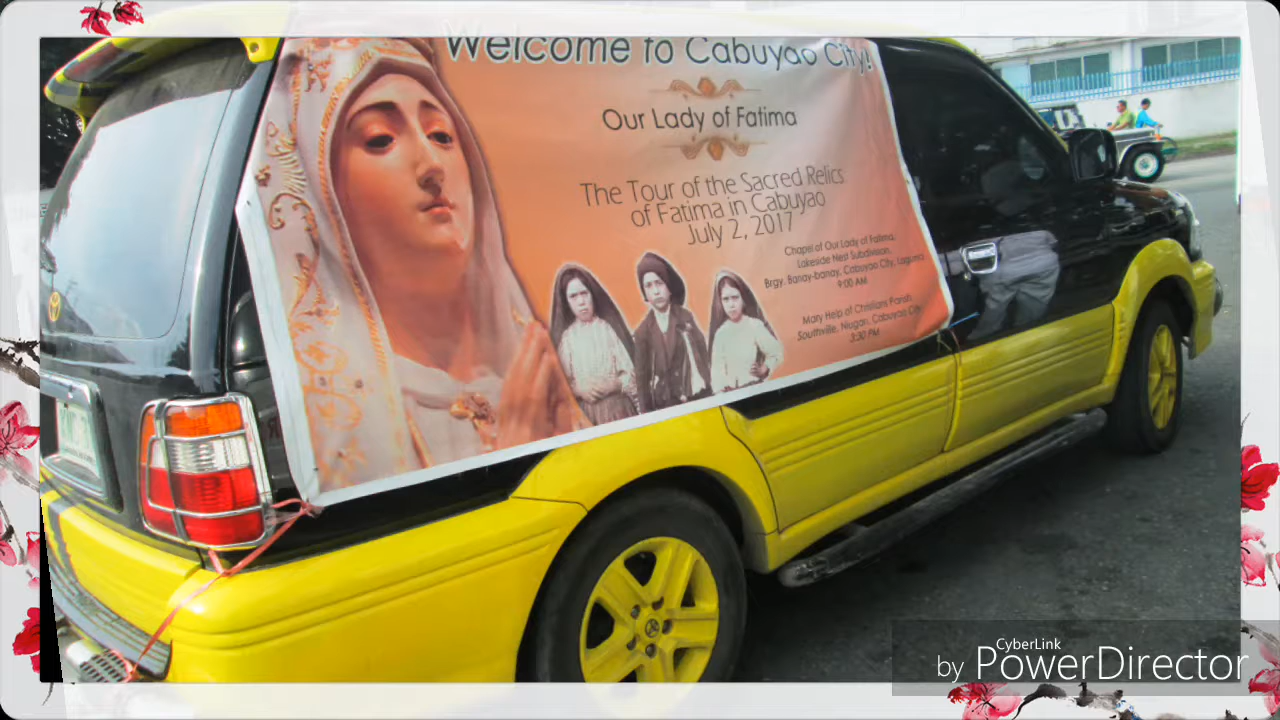 Welcome to Cabuyao City!
Our Lady of Fatima
The Tour of the Sacred Relics
of Fatima in Cabuyao
July 2, 2017
Chapel of Our Lady of Fatima,
Lakeside Nest Subdivision,
Brgy. Banay-banay, Cabuyao City, Laguna
9:00 AM
Mary Help of Christians Parish
Southville, Niugan, Cabuyao City
3:30 PM
CyberLink
by PowerDirector